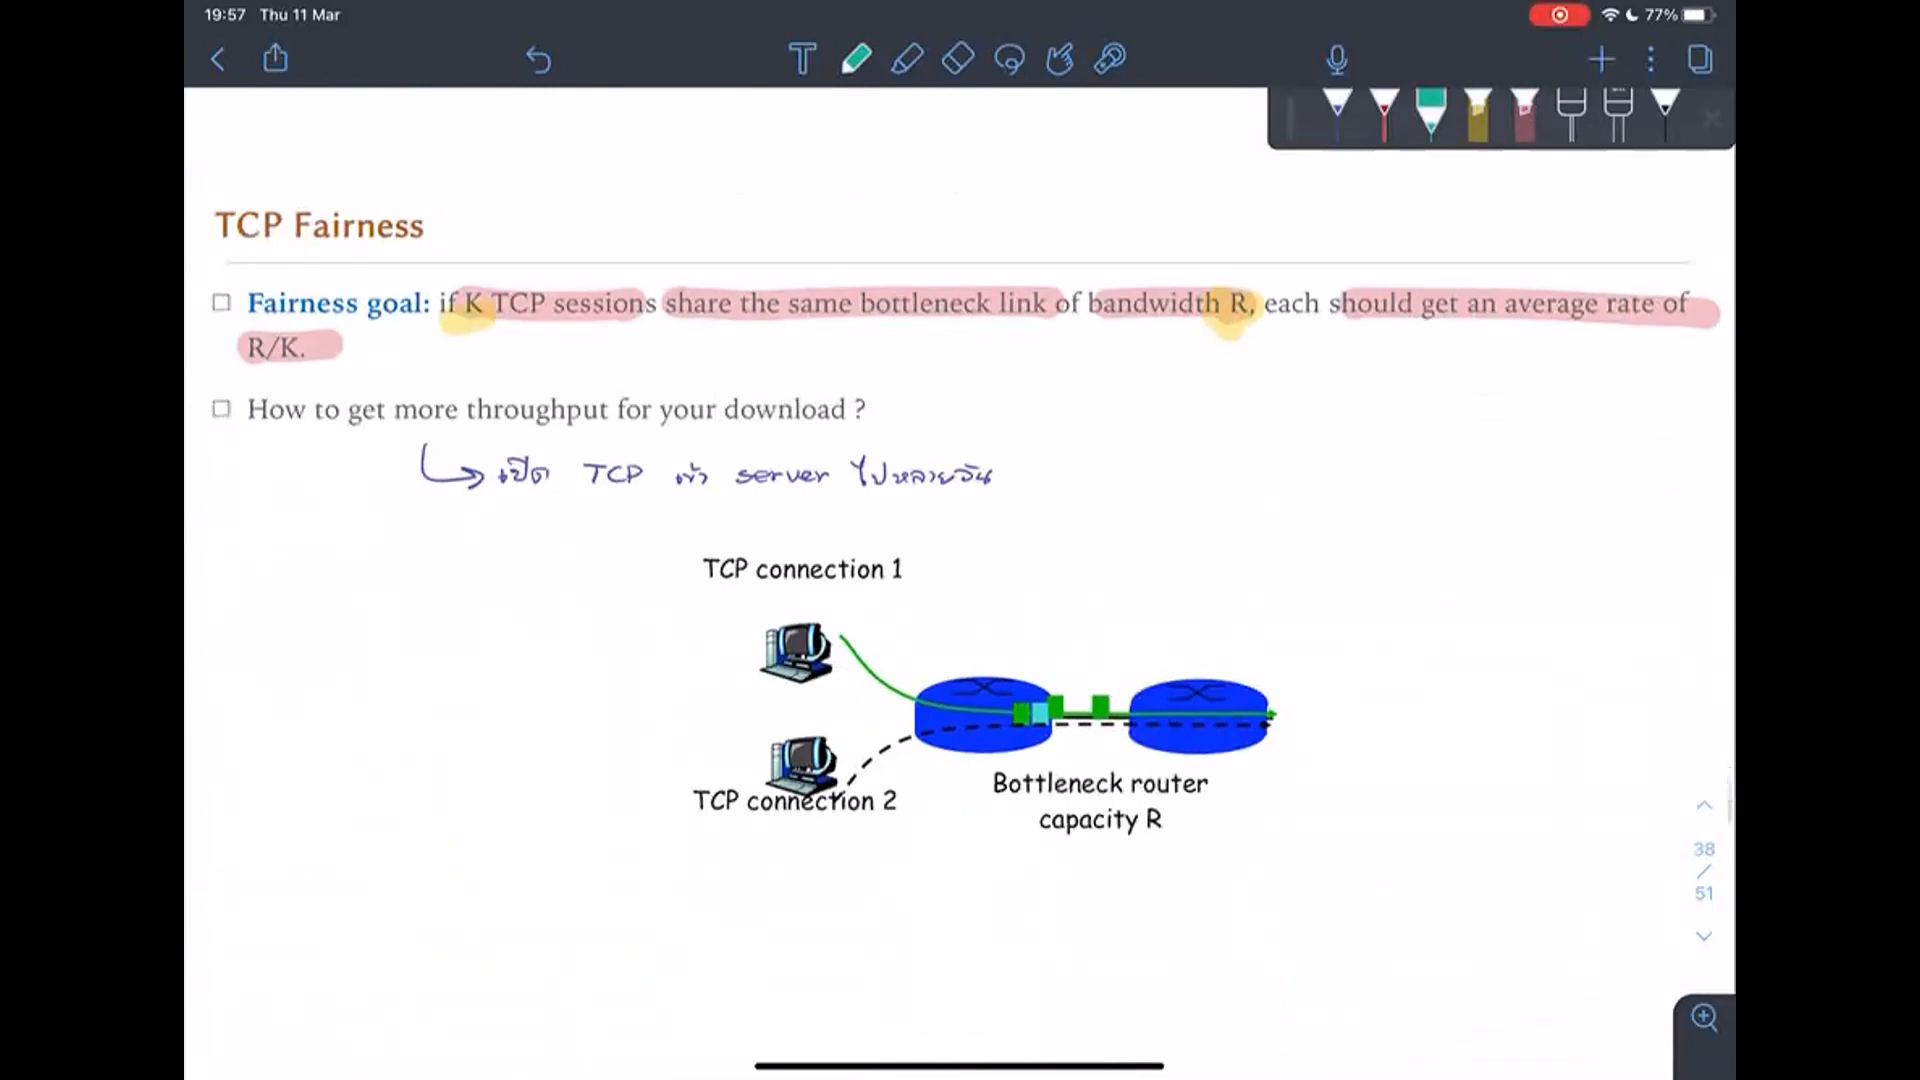 19:57 Thu 11 Mar 77%
TCP Fairness
Fairness goal: if K TCP sessions share the same bottleneck link of bandwidth R, each should get an average rate of
R/K.
How to get more throughput for your download ?
เปิด TCP เข้า server ไปหลายอัน
TCP connection 1
TCP connection 2
Bottleneck router
capacity R
38
/
51